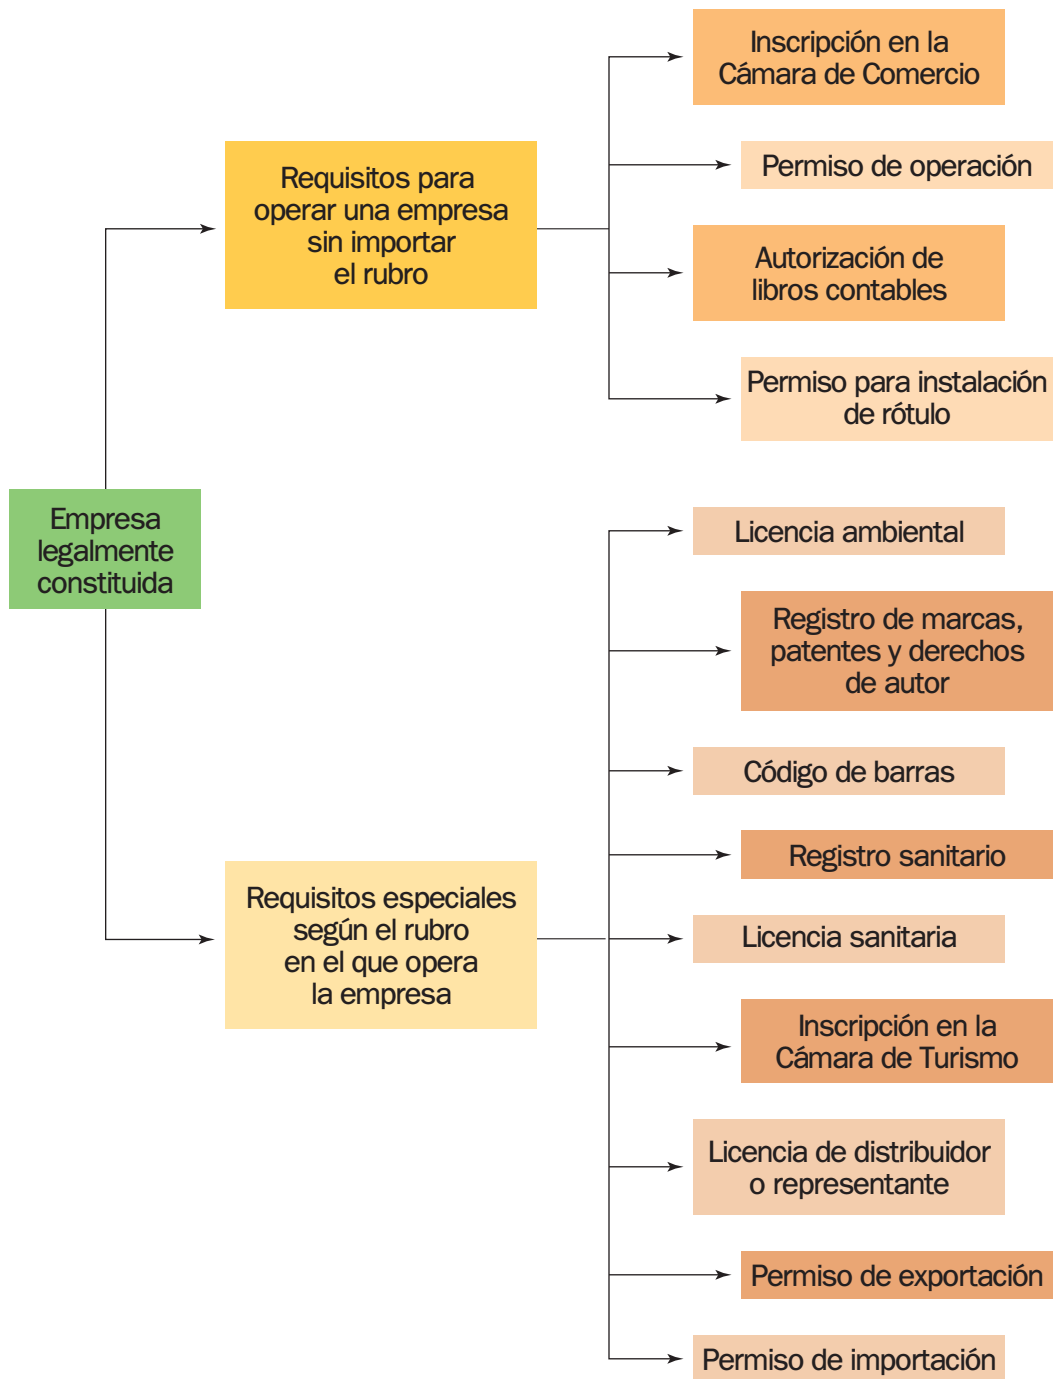 Inscripción en la
Cámara de Comercio
Permiso de operación
Requisitos para
operar una empresa
sin importar
el rubro
Autorización de
libros contables
Permiso para instalación
de rótulo
Empresa
legalmente
constituida
Licencia ambiental
Registro de marcas,
patentes y derechos
de autor
Código de barras
Registro sanitario
Requisitos especiales
según el rubro
en el que opera
la empresa
Licencia sanitaria
Inscripción en la
Cámara de Turismo
Licencia de distribuidor
o representante
Permiso de exportación
Permiso de importación